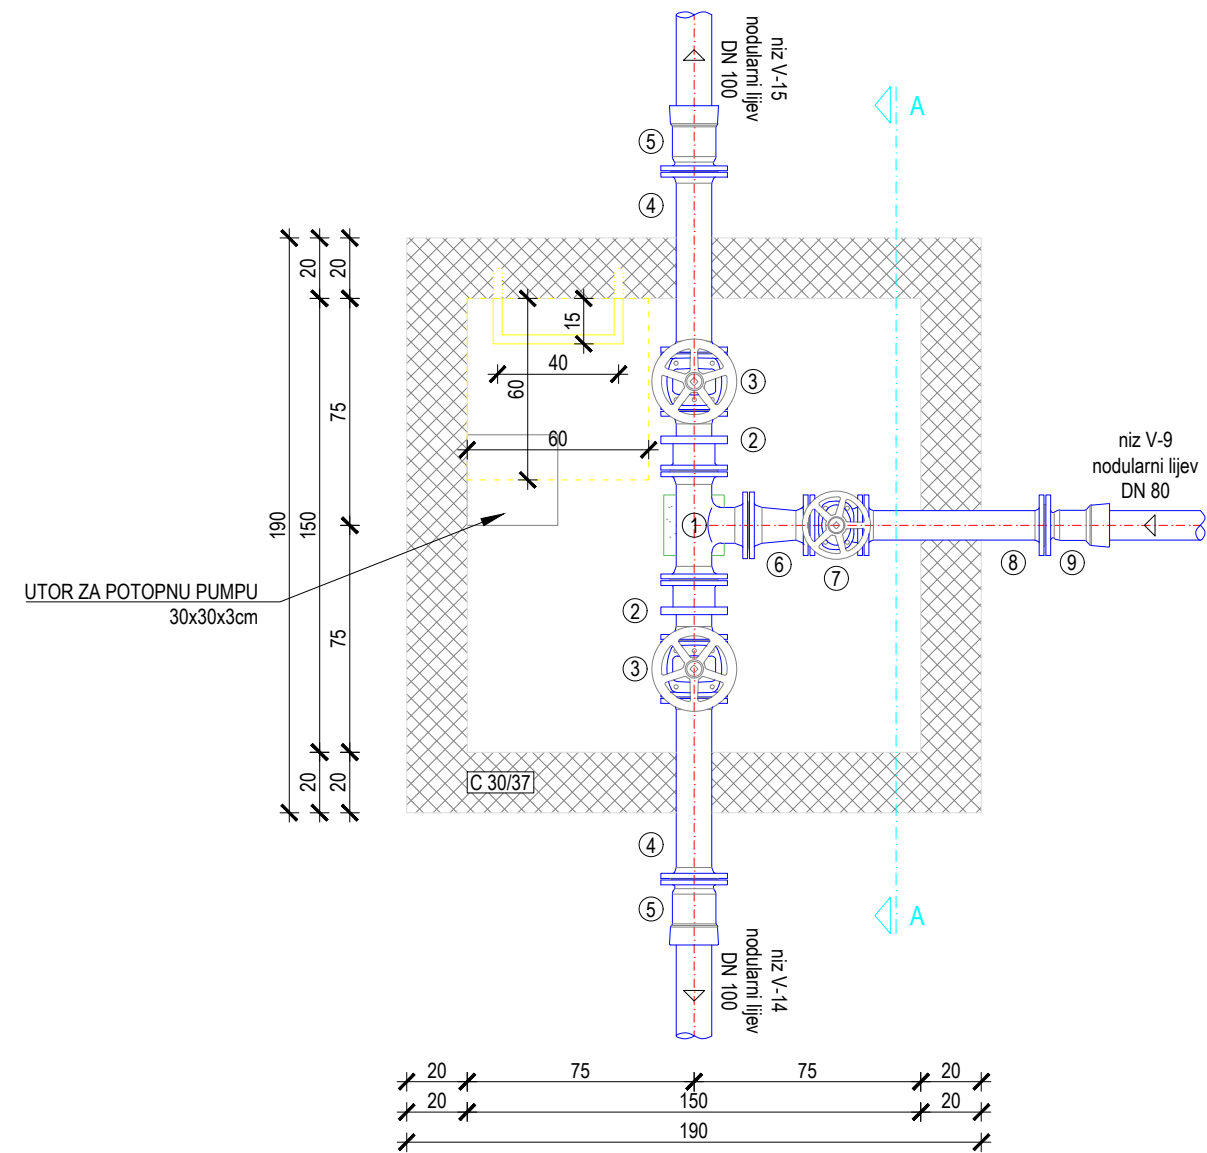 niz V-15
nodularni lijev
DN 100
A
5
4
20
20
15
40
60
3
75
60
2
niz V-9
nodularni lijev
DN 80
190
150
1
6
7
8
9
UTOR ZA POTOPNU PUMPU
30x30x3cm
2
75
3
C 30/37
20
20
4
5
A
niz V-14
nodularni lijev
DN 100
20
75
75
20
20
150
20
190